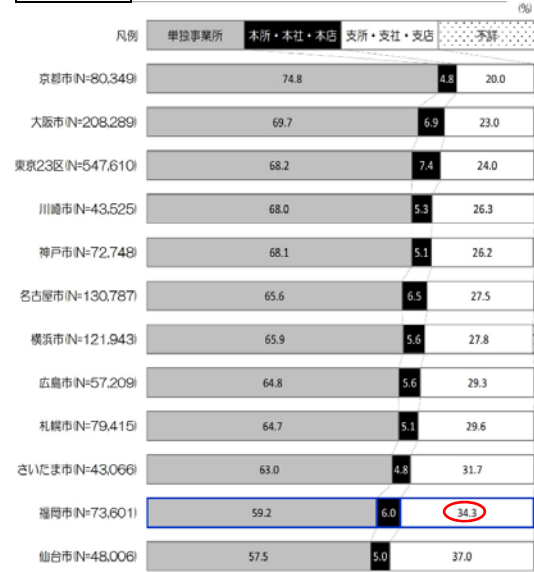 (%)
凡例 単独事業所 本所・本社・本店 支所・支社・支店 不詳
京都市(N=80,349) 74.8 4.8 20.0
大阪市(N=208,289) 69.7 6.9 23.0
東京23区(N=547,610) 68.2 7.4 24.0
川崎市(N=43,525) 68.0 5.3 26.3
神戸市(N=72,748) 68.1 5.1 26.2
名古屋市(N=130,787) 65.6 6.5 27.5
横浜市(N=121,943) 65.9 5.6 27.8
広島市(N=57,209) 64.8 5.6 29.3
札幌市(N=79,415) 64.7 5.1 29.6
さいたま市(N=43,066) 63.0 4.8 31.7
福岡市(N=73,601) 59.2 6.0 34.3
仙台市(N=48,006) 57.5 5.0 37.0